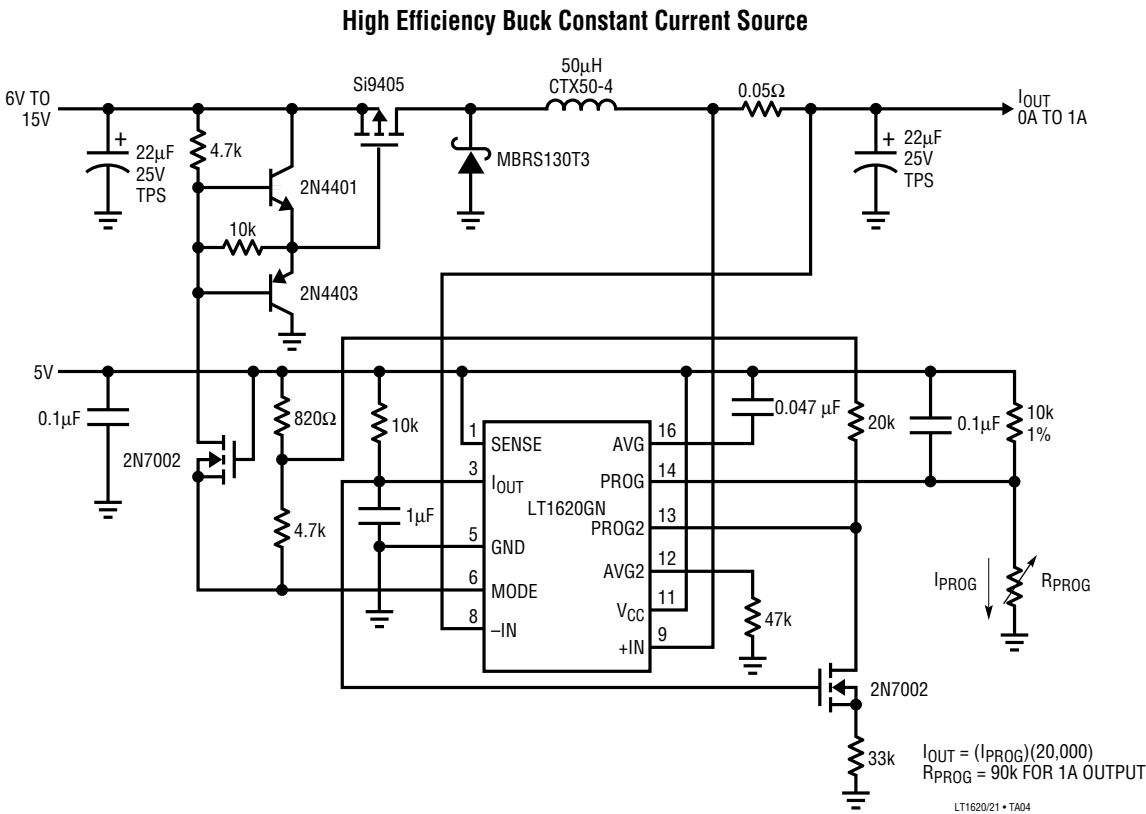 High Efficiency Buck Constant Current Source
6V TO
15V
22µF
25V
TPS
+
4.7k
2N4401
10k
2N4403
Si9405
MBRS130T3
50µH
CTX50-4
0.05Ω
+
22µF
25V
TPS
IOUT
0A TO 1A
5V
0.1µF
2N7002
820Ω
4.7k
10k
1µF
1
SENSE
3
IOUT
5
GND
6
MODE
8
–IN
LT1620GN
AVG
16
PROG
14
PROG2
13
AVG2
12
VCC
11
+IN
9
0.047 µF
47k
20k
0.1µF
10k
1%
IPROG
RPROG
2N7002
33k
IOUT = (IPROG)(20,000)
RPROG = 90k FOR 1A OUTPUT
LT1620/21 • TA04